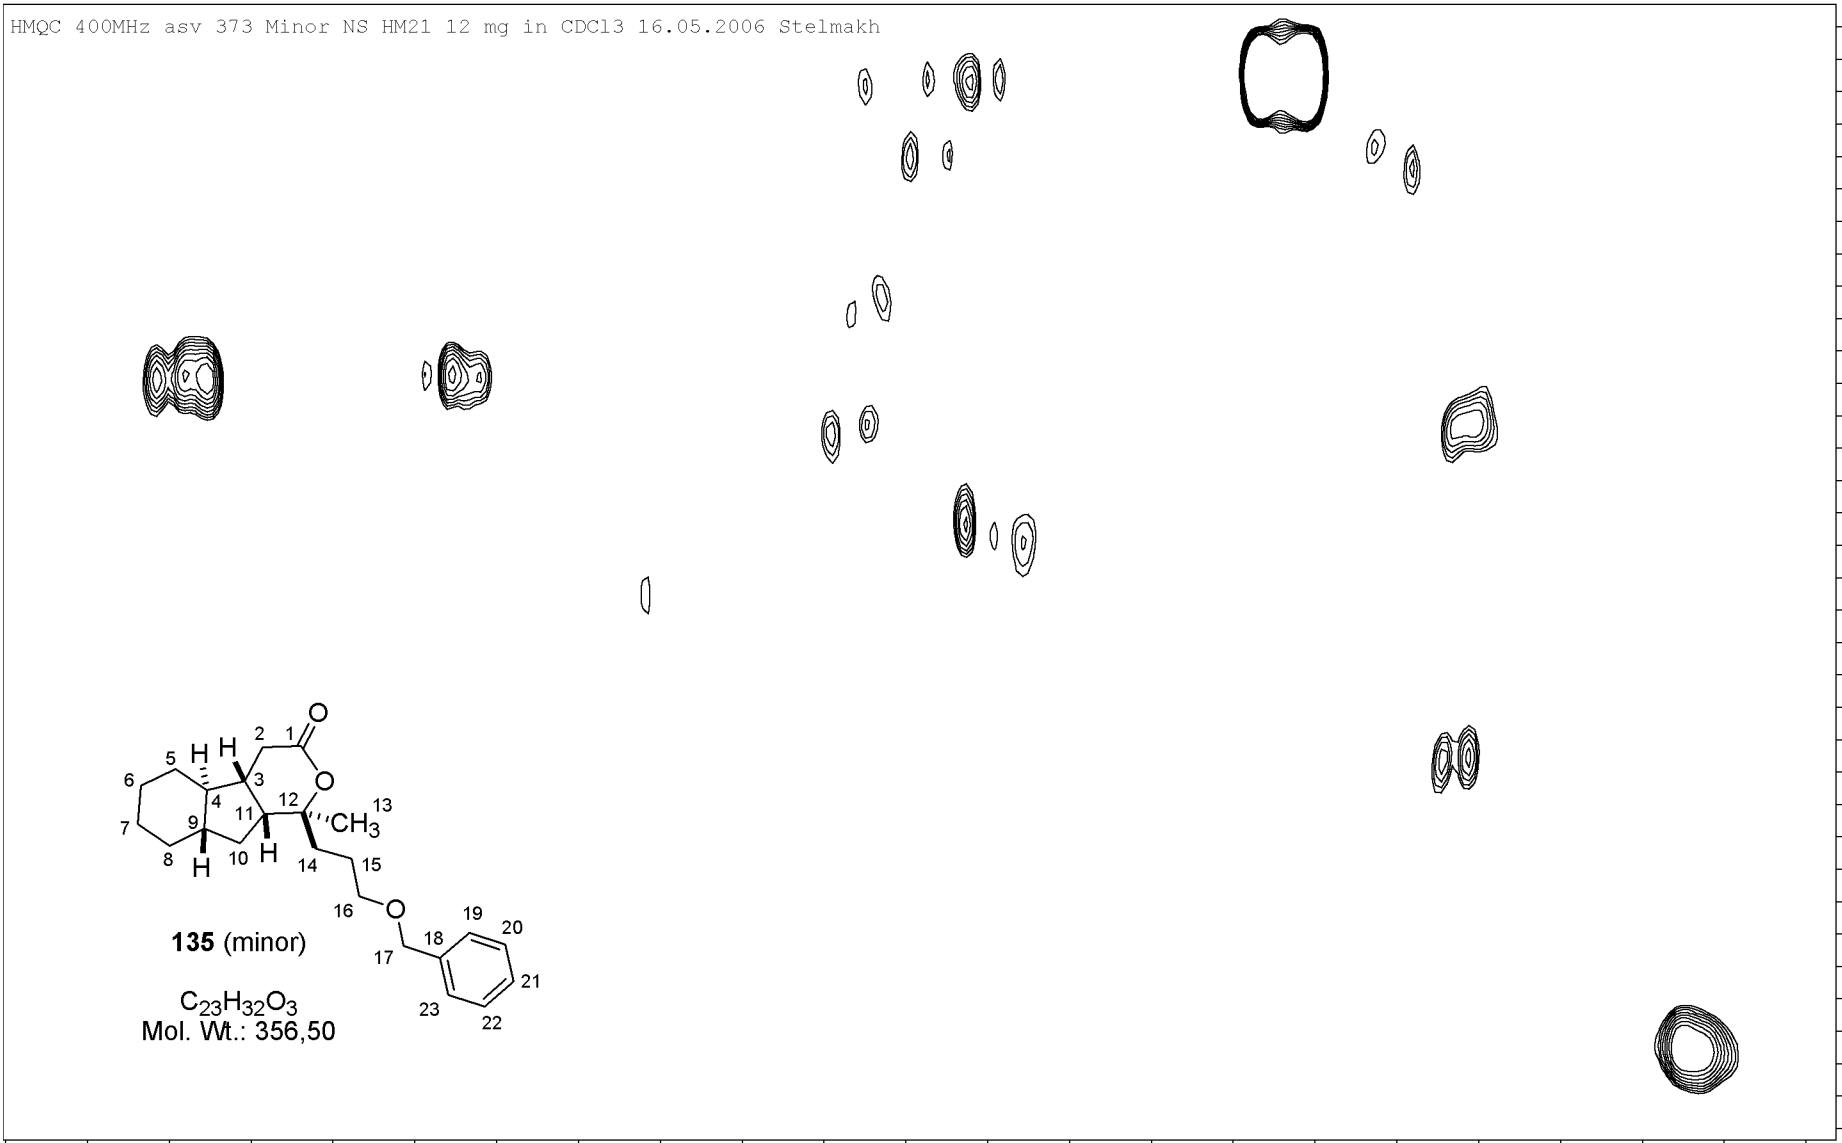 HMQC 400MHz asv 373 Minor NS HM21 12 mg in CDCl3 16.05.2006 Stelmakh
O
2 1
H H
5
6 3 O
4 12 13
7 9 11 CH3
8 10 H 14 15
H
16 O 19 20
135 (minor) 18
17 21
C23H32O3 23 22
Mol. Wt.: 356,50